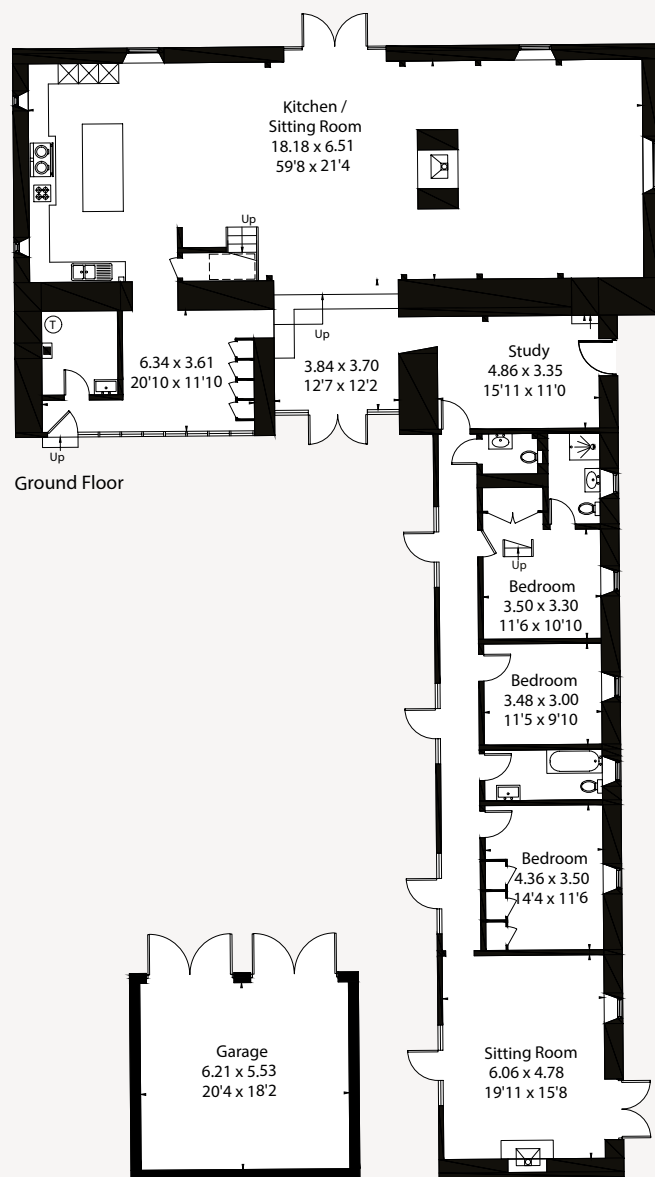 Kitchen /
Sitting Room
18.18 x 6.51
59'8 x 21'4
Up
Up
T
6.34 x 3.61
20'10 x 11'10
3.84 x 3.70
12'7 x 12'2
Study
4.86 x 3.35
15'11 x 11'0
Up
Ground Floor
Up
Bedroom
3.50 x 3.30
11'6 x 10'10
Bedroom
3.48 x 3.00
11'5 x 9'10
Bedroom
4.36 x 3.50
14'4 x 11'6
Garage
6.21 x 5.53
20'4 x 18'2
Sitting Room
6.06 x 4.78
19'11 x 15'8